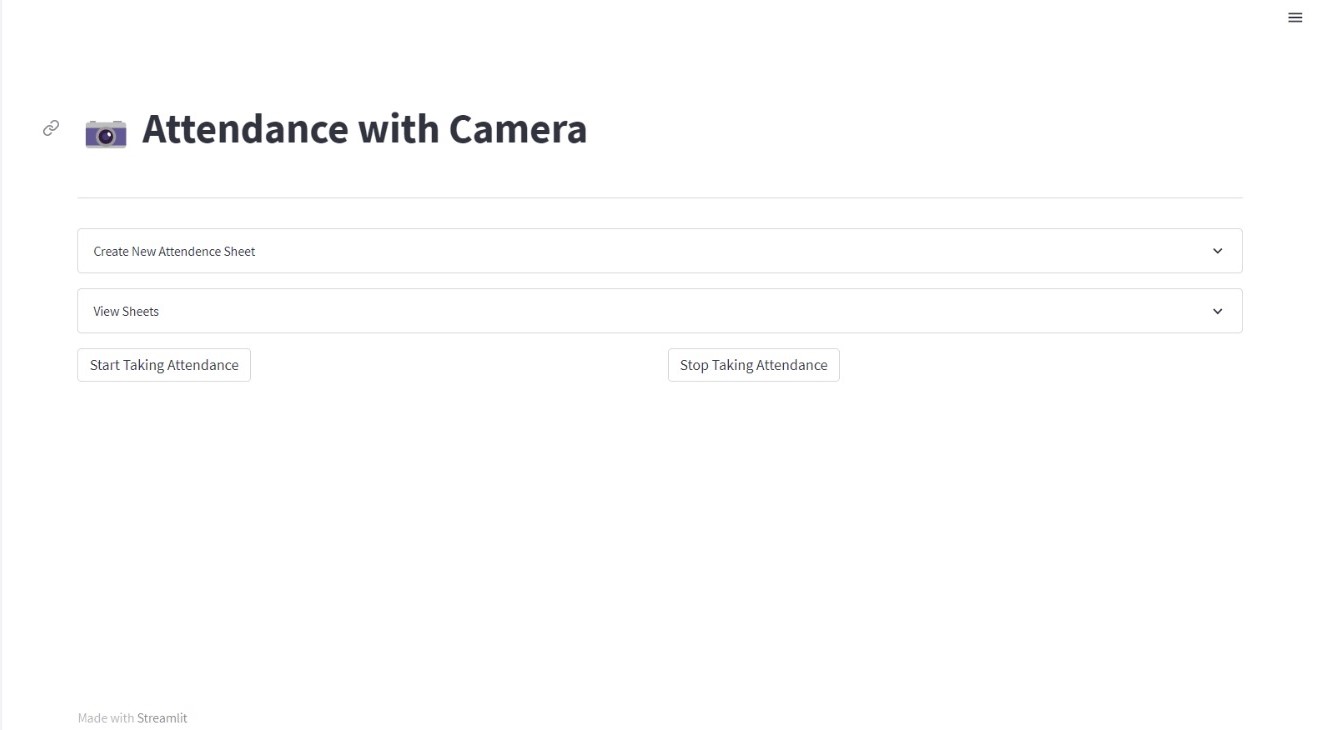 Attendance with Camera
Create New Attendence Sheet
View Sheets
Start Taking Attendance
Stop Taking Attendance
Made with Streamlit